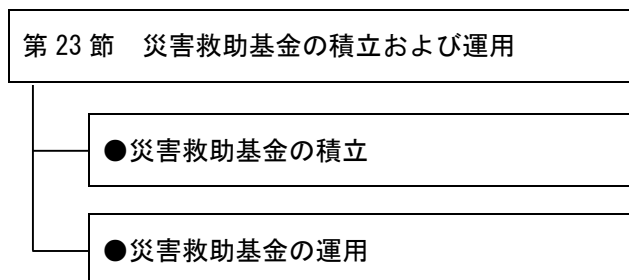 第 23 節　災害救助基金の積立および運用
●災害救助基金の積立
●災害救助基金の運用